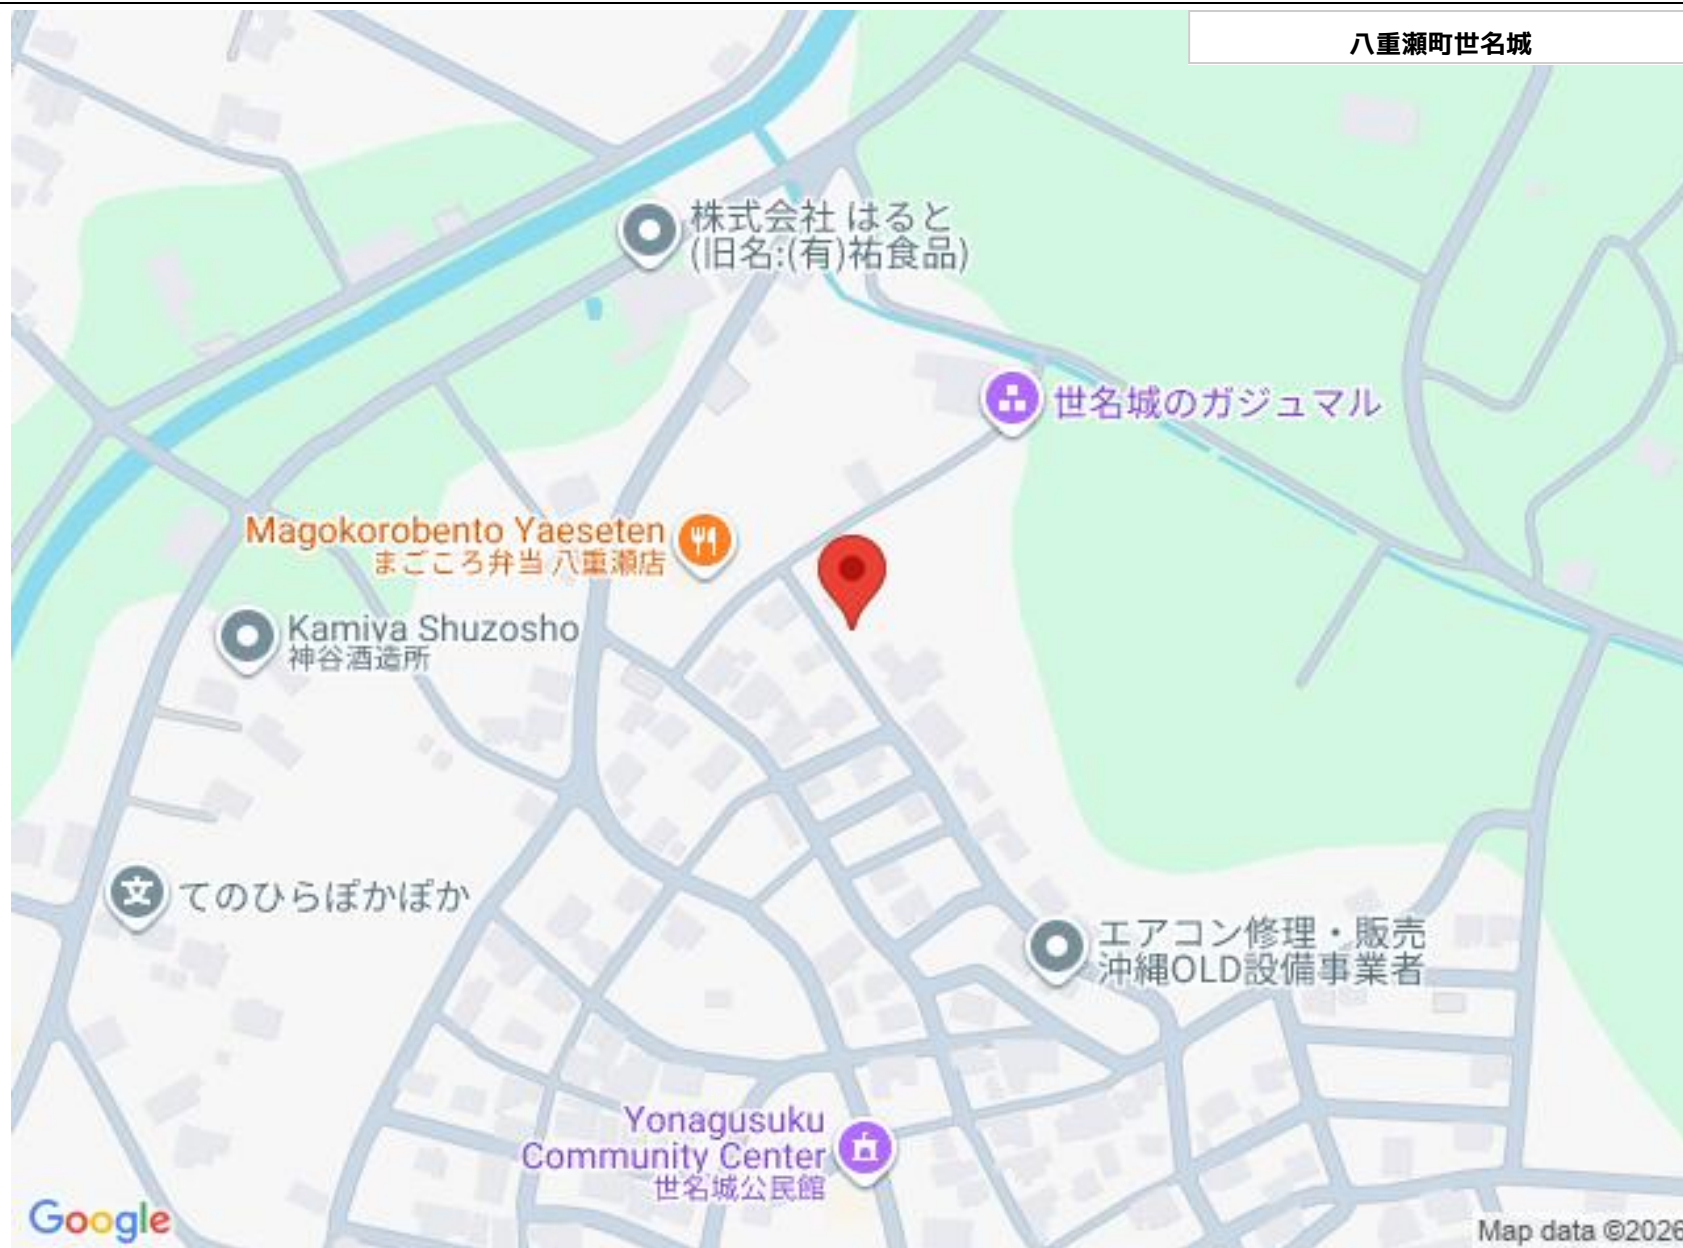 八重瀬町世名城
株式会社 はると
(旧名:(有)祐食品)
世名城のガジュマル
Magokorobento Yaeseten
まごころ弁当 八重瀬店
Kamiya Shuzosho
神谷酒造所
てのひらぽかぽか
エアコン修理・販売
沖縄OLD設備事業者
Yonagusuku
Community Center
世名城公民館
Google
Map data ©2026